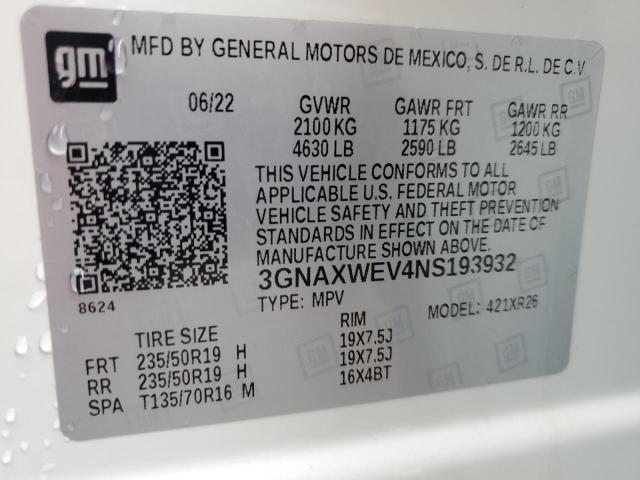 gm
MFD BY GENERAL MOTORS DE MEXICO, S. DE R.L. DE C.V
06/22 GVWR GAWR FRT GAWR RR
2100 KG 1175 KG 1200 KG
4630 LB 2590 LB 2645 LB
THIS VEHICLE CONFORMS TO ALL
APPLICABLE U.S. FEDERAL MOTOR
VEHICLE SAFETY AND THEFT PREVENTION
STANDARDS IN EFFECT ON THE DATE OF
MANUFACTURE SHOWN ABOVE.
3GNAXWEV4NS193932
8624
TYPE: MPV MODEL: 421XR26
TIRE SIZE RIM
FRT 235/50R19 H 19X7.5J
RR 235/50R19 H 19X7.5J
SPA T135/70R16 M 16X4BT